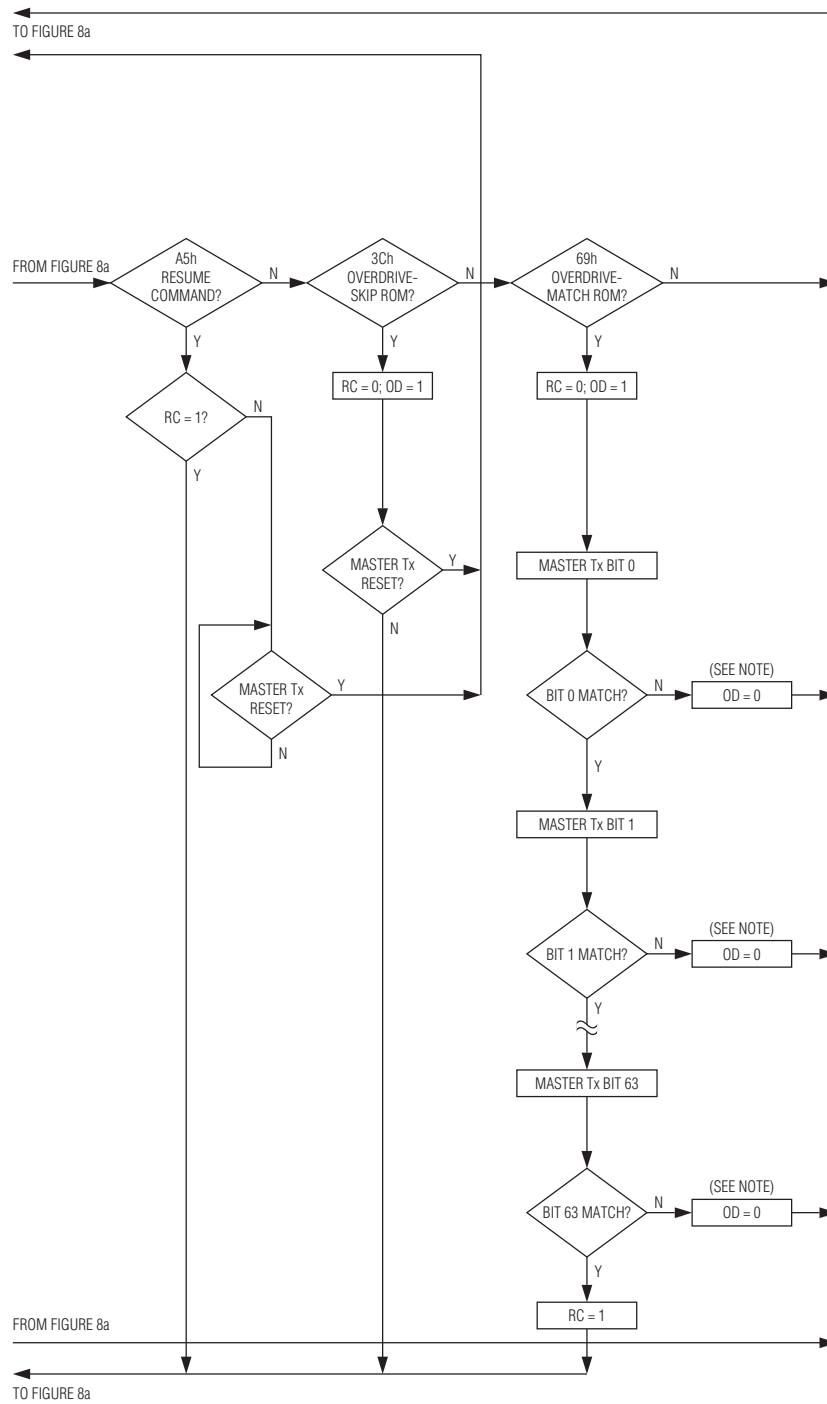 TO FIGURE 8a
FROM FIGURE 8a
A5h
RESUME
COMMAND?
N
Y
3Ch
OVERDRIVE-
SKIP ROM?
N
Y
69h
OVERDRIVE-
MATCH ROM?
N
Y
RC = 1?
N
Y
RC = 0; OD = 1
RC = 0; OD = 1
MASTER Tx
RESET?
Y
N
MASTER Tx BIT 0
MASTER Tx
RESET?
Y
N
BIT 0 MATCH?
N
Y
(SEE NOTE)
OD = 0
MASTER Tx BIT 1
BIT 1 MATCH?
N
Y
(SEE NOTE)
OD = 0
MASTER Tx BIT 63
BIT 63 MATCH?
N
Y
(SEE NOTE)
OD = 0
RC = 1
FROM FIGURE 8a
TO FIGURE 8a